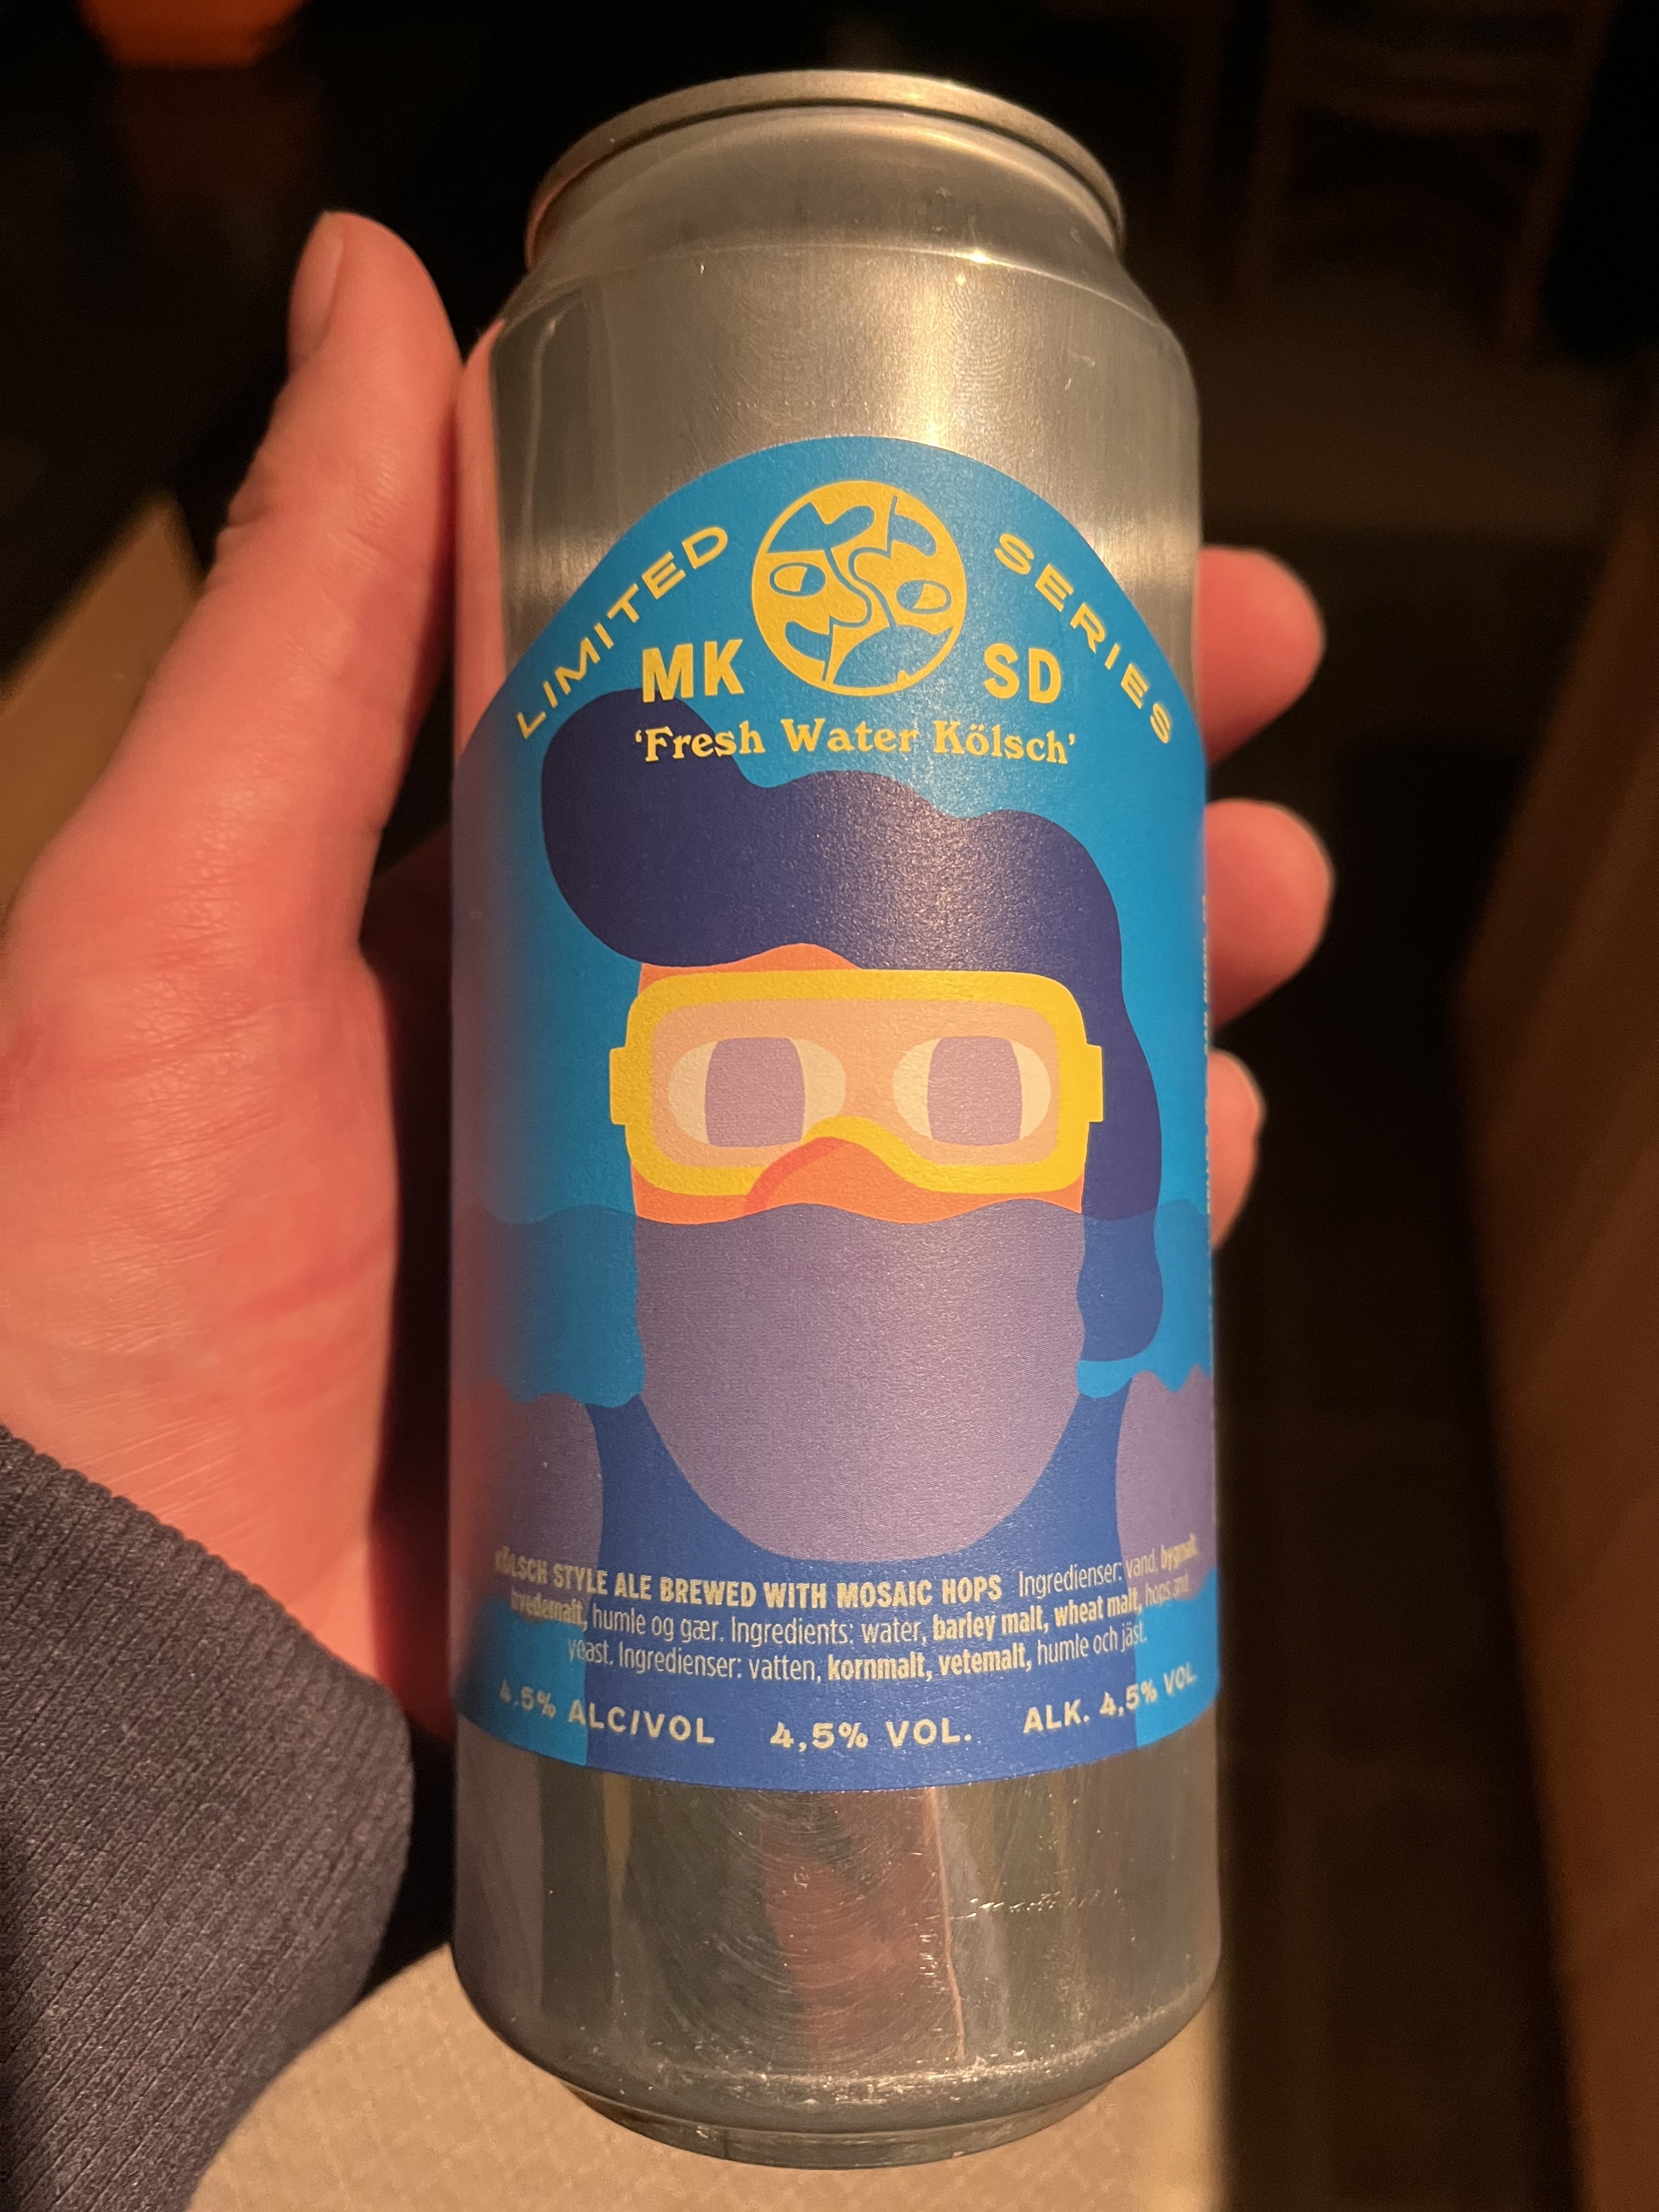 LIMITED SERIES
MK SD
‘Fresh Water Kölsch’
KÖLSCH STYLE ALE BREWED WITH MOSAIC HOPS Ingredienser: vand, bygmalt,
hvedemalt, humle og gær. Ingredients: water, barley malt, wheat malt, hops and
yeast. Ingredienser: vatten, kornmalt, vetemalt, humle och jäst.
4.5% ALC/VOL 4,5% VOL. ALK. 4,5% VOL.